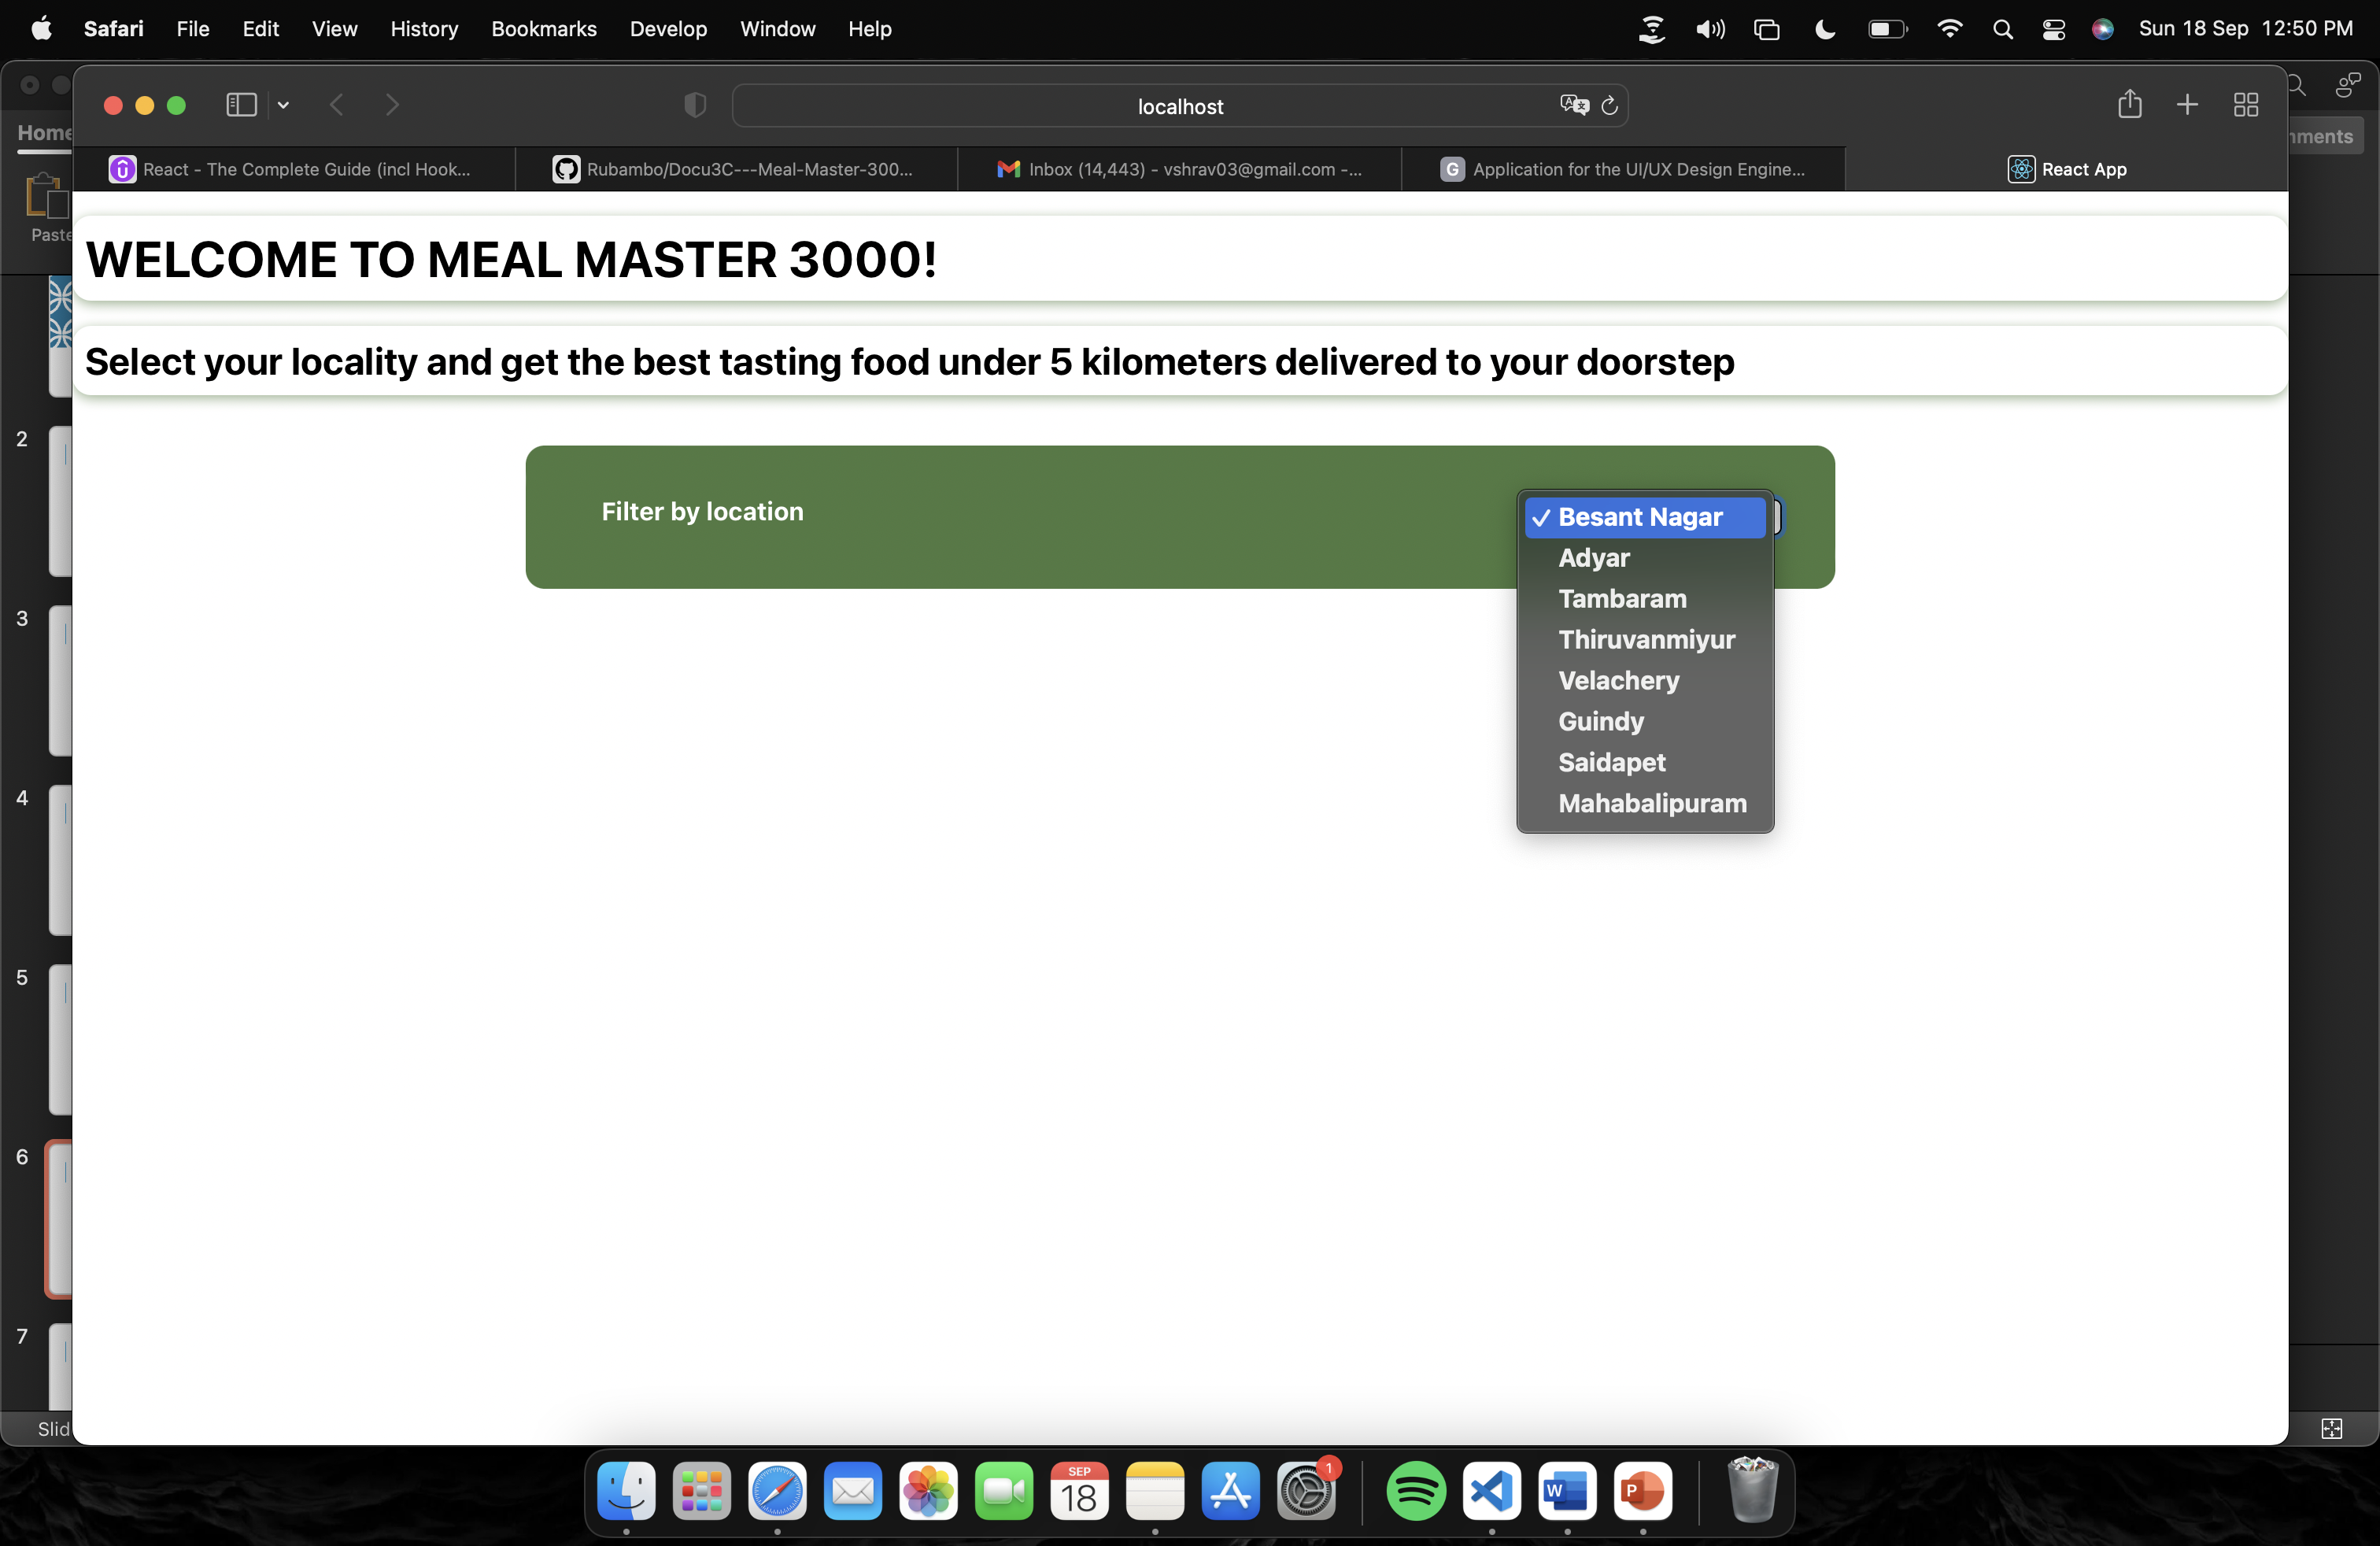 Safari File Edit View History Bookmarks Develop Window Help Sun 18 Sep 12:50 PM
localhost
Home
React - The Complete Guide (incl Hook...
Rubambo/Docu3C---Meal-Master-300...
Inbox (14,443) - vshrav03@gmail.com -...
G Application for the UI/UX Design Engine...
React App
Paste
WELCOME TO MEAL MASTER 3000!
Select your locality and get the best tasting food under 5 kilometers delivered to your doorstep
Filter by location
✓ Besant Nagar
Adyar
Tambaram
Thiruvanmiyur
Velachery
Guindy
Saidapet
Mahabalipuram
2
3
4
5
6
7
Slid
SEP
18
1
W
P